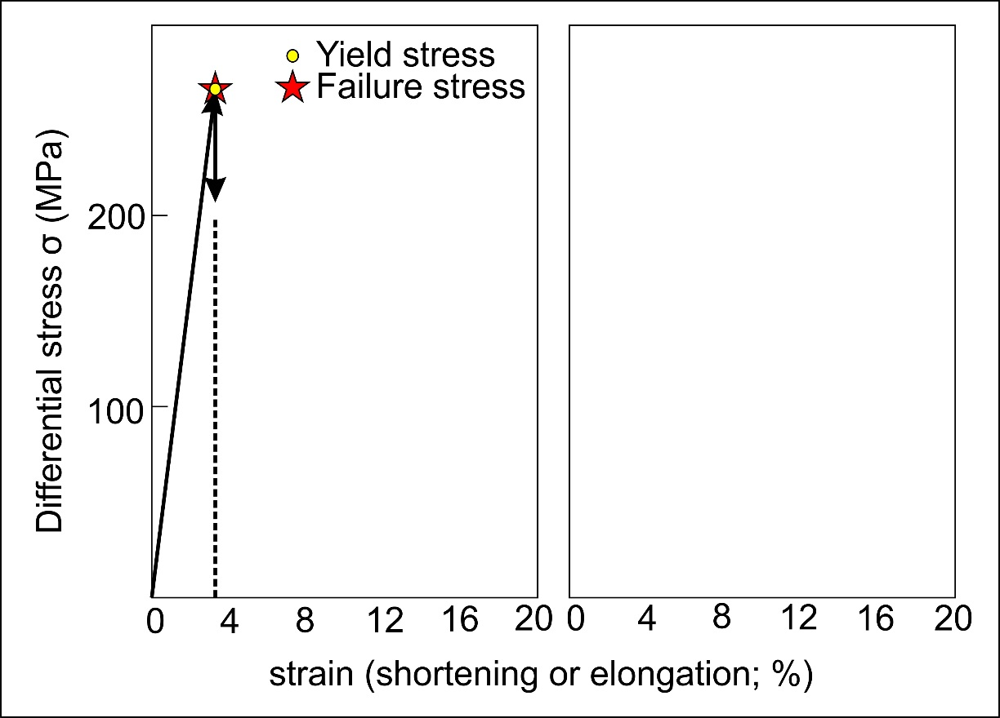 Yield stress
Failure stress
Differential stress σ (MPa)
200
100
0 4 8 12 16 20 0 4 8 12 16 20
strain (shortening or elongation; %)